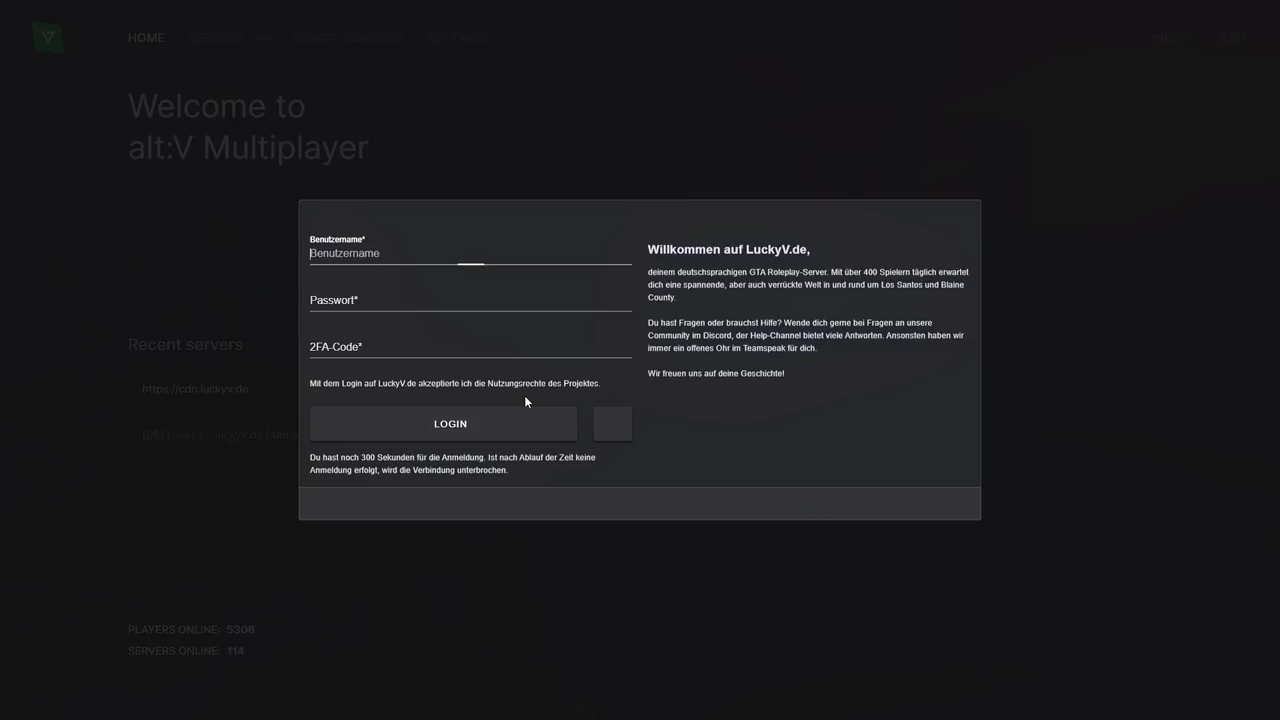 HOME
Welcome to
alt:V Multiplayer
Benutzername*
Benutzername
Passwort*
2FA-Code*
Mit dem Login auf LuckyV.de akzeptierte ich die Nutzungsrechte des Projektes.
LOGIN
Du hast noch 300 Sekunden für die Anmeldung. Ist nach Ablauf der Zeit keine
Anmeldung erfolgt, wird die Verbindung unterbrochen.
Willkommen auf LuckyV.de,
deinem deutschsprachigen GTA Roleplay-Server. Mit über 400 Spielern täglich erwartet
dich eine spannende, aber auch verrückte Welt in und rund um Los Santos und Blaine
County.
Du hast Fragen oder brauchst Hilfe? Wende dich gerne bei Fragen an unsere
Community im Discord, der Help-Channel bietet viele Antworten. Ansonsten haben wir
immer ein offenes Ohr im Teamspeak für dich.
Wir freuen uns auf deine Geschichte!
Recent servers
https://cdn.luckyv.de
PLAYERS ONLINE: 5306
SERVERS ONLINE: 114